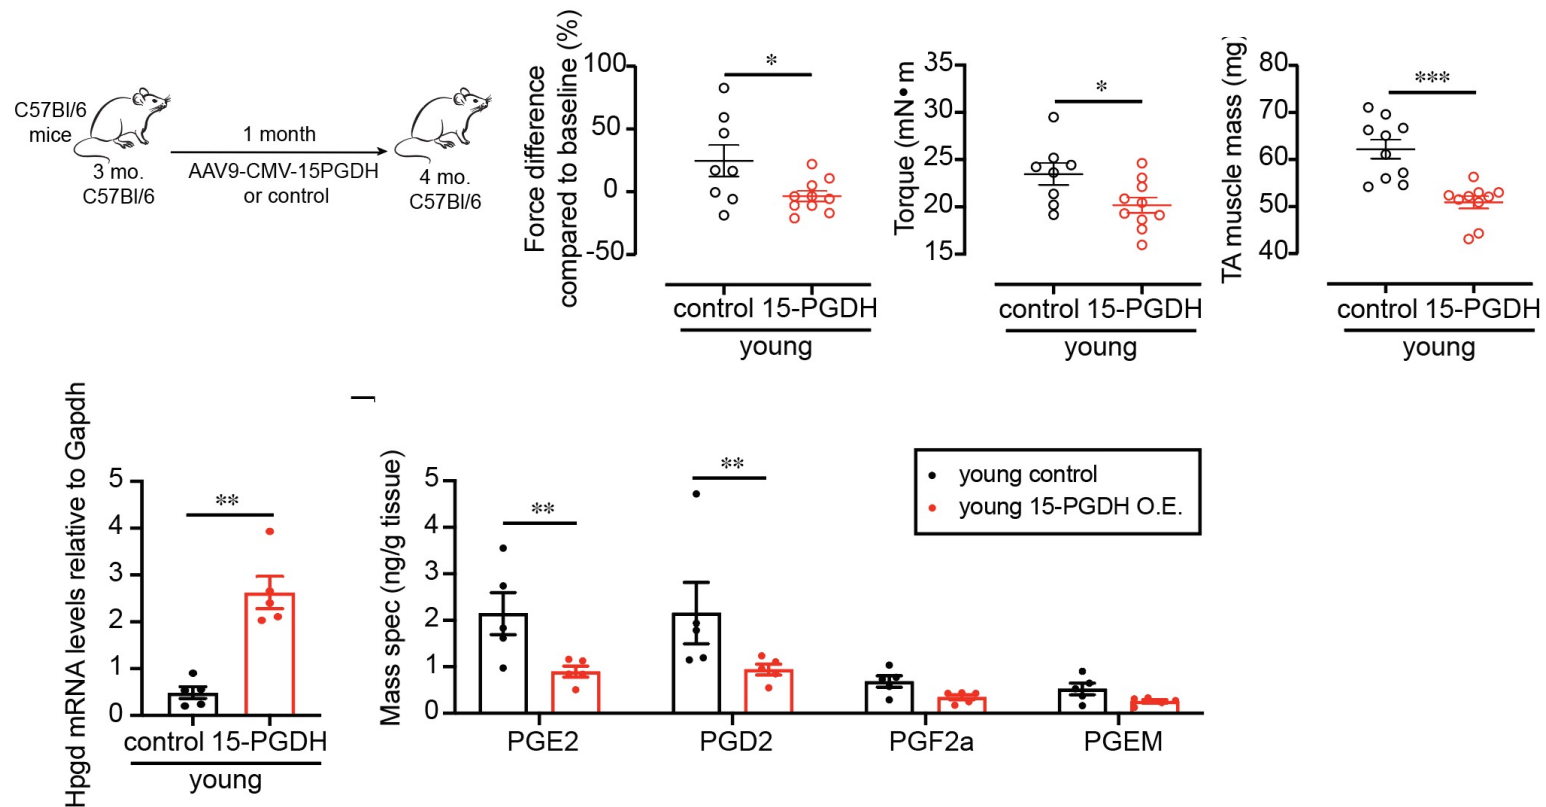 C57Bl/6
mice
3 mo.
C57Bl/6
1 month
AAV9-CMV-15PGDH
or control
4 mo.
C57Bl/6
Force difference
compared to baseline (%)
100
50
0
-50
*
control 15-PGDH
young
Torque (mN•m
35
30
25
20
15
*
control 15-PGDH
young
TA muscle mass (mg)
80
70
60
50
40
***
control 15-PGDH
young
Hpgd mRNA levels relative to Gapdh
5
4
3
2
1
0
**
control 15-PGDH
young
Mass spec (ng/g tissue)
5
4
3
2
1
0
**
**
PGE2
PGD2
PGF2a
PGEM
young control
young 15-PGDH O.E.